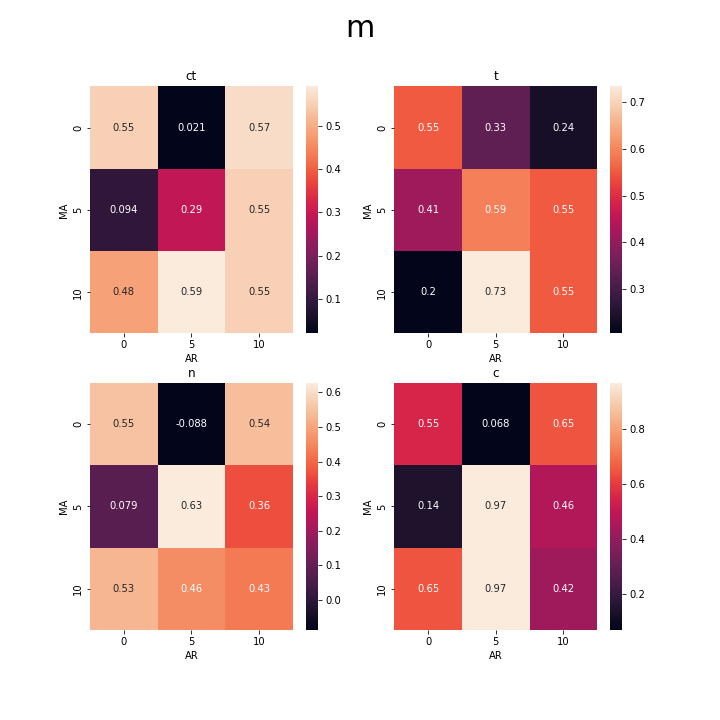 m
ct
0.55 0.021 0.57
0.094 0.29 0.55
0.48 0.59 0.55
0
5
10
MA
0 5 10
AR
0.5
0.4
0.3
0.2
0.1
t
0.55 0.33 0.24
0.41 0.59 0.55
0.2 0.73 0.55
0
5
10
MA
0 5 10
AR
0.7
0.6
0.5
0.4
0.3
n
0.55 -0.088 0.54
0.079 0.63 0.36
0.53 0.46 0.43
0
5
10
MA
0 5 10
AR
0.6
0.5
0.4
0.3
0.2
0.1
0.0
c
0.55 0.068 0.65
0.14 0.97 0.46
0.65 0.97 0.42
0
5
10
MA
0 5 10
AR
0.8
0.6
0.4
0.2